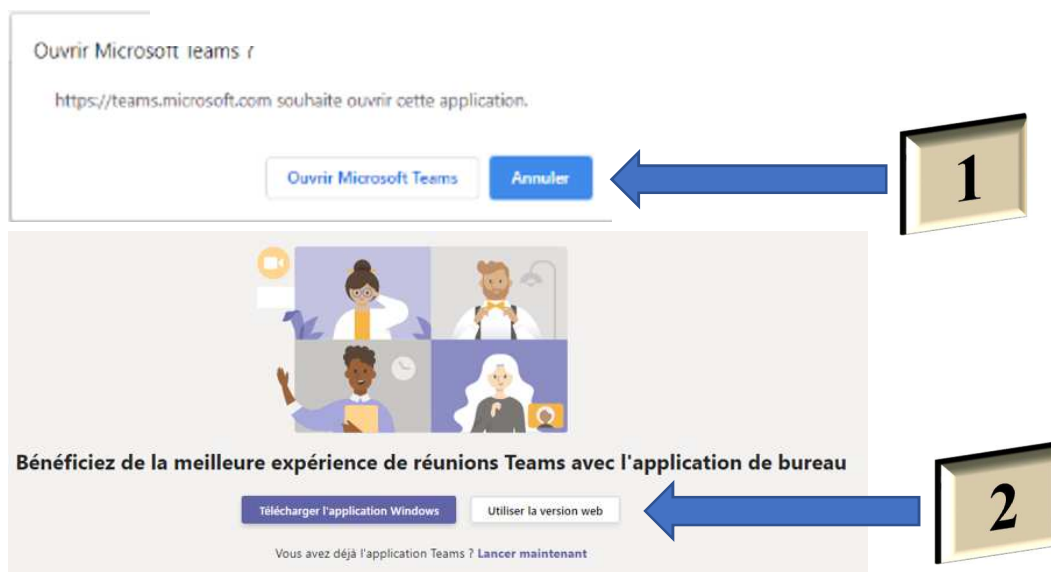 Ouvrir Microsoft Teams ?
https://teams.microsoft.com souhaite ouvrir cette application.
Ouvrir Microsoft Teams Annuler
1
Bénéficiez de la meilleure expérience de réunions Teams avec l'application de bureau
Télécharger l'application Windows Utiliser la version web
2
Vous avez déjà l'application Teams ? Lancer maintenant